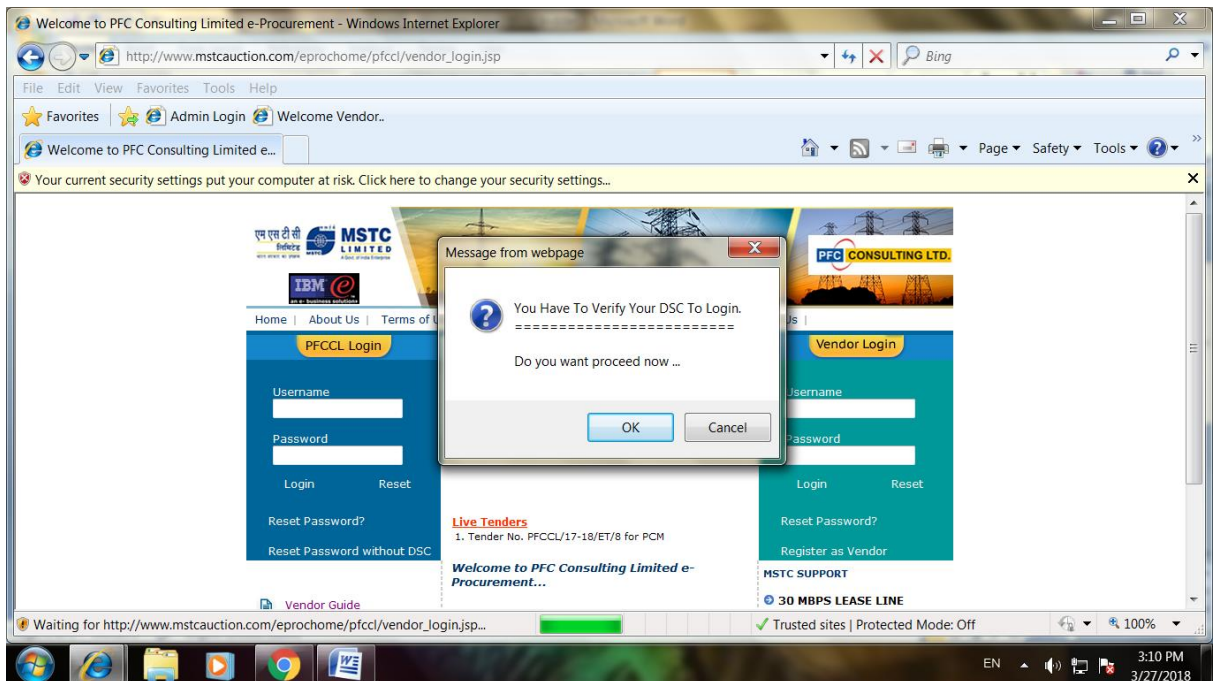 Welcome to PFC Consulting Limited e-Procurement - Windows Internet Explorer
http://www.mstcauction.com/eprochome/pfccl/vendor_login.jsp
Bing
File Edit View Favorites Tools Help
Favorites Admin Login Welcome Vendor..
Welcome to PFC Consulting Limited e... Page Safety Tools
Your current security settings put your computer at risk. Click here to change your security settings...
एम एस टी सी
लिमिटेड
MSTC
LIMITED
PFC CONSULTING LTD.
IBM
Message from webpage
You Have To Verify Your DSC To Login.
==========================
Do you want proceed now ...
OK Cancel
Home | About Us | Terms of
Us |
PFCCL Login
Username
Password
Login Reset
Reset Password?
Reset Password without DSC
Vendor Guide
Live Tenders
1. Tender No. PFCCL/17-18/ET/8 for PCM
Welcome to PFC Consulting Limited e-
Procurement...
Vendor Login
Username
Password
Login Reset
Reset Password?
Register as Vendor
MSTC SUPPORT
30 MBPS LEASE LINE
Waiting for http://www.mstcauction.com/eprochome/pfccl/vendor_login.jsp... Trusted sites | Protected Mode: Off 100%
EN 3:10 PM
3/27/2018